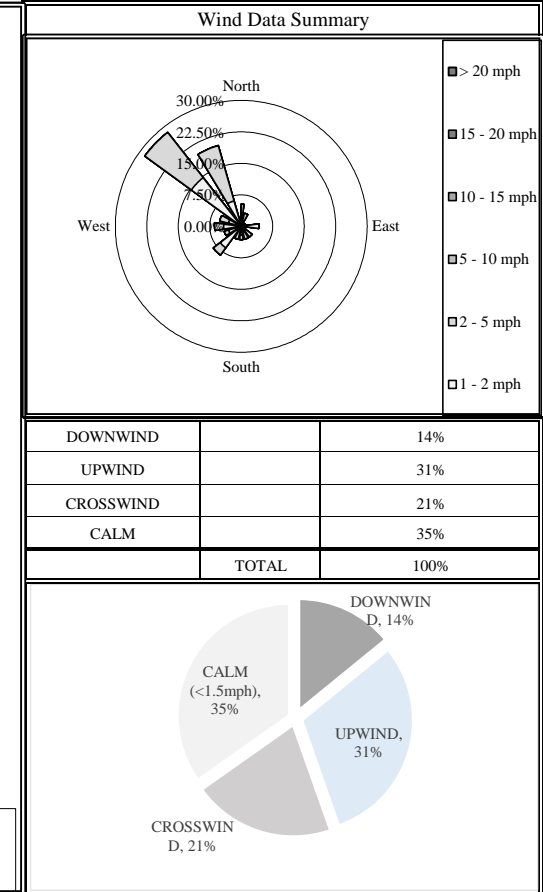 Wind Data Summary
North
30.00%
22.50%
15.00%
7.50%
0.00%
West
East
South
> 20 mph
15 - 20 mph
10 - 15 mph
5 - 10 mph
2 - 5 mph
1 - 2 mph
DOWNWIND 14%
UPWIND 31%
CROSSWIND 21%
CALM 35%
TOTAL 100%
DOWNWIN
D, 14%
CALM
(<1.5mph),
35%
UPWIND,
31%
CROSSWIN
D, 21%